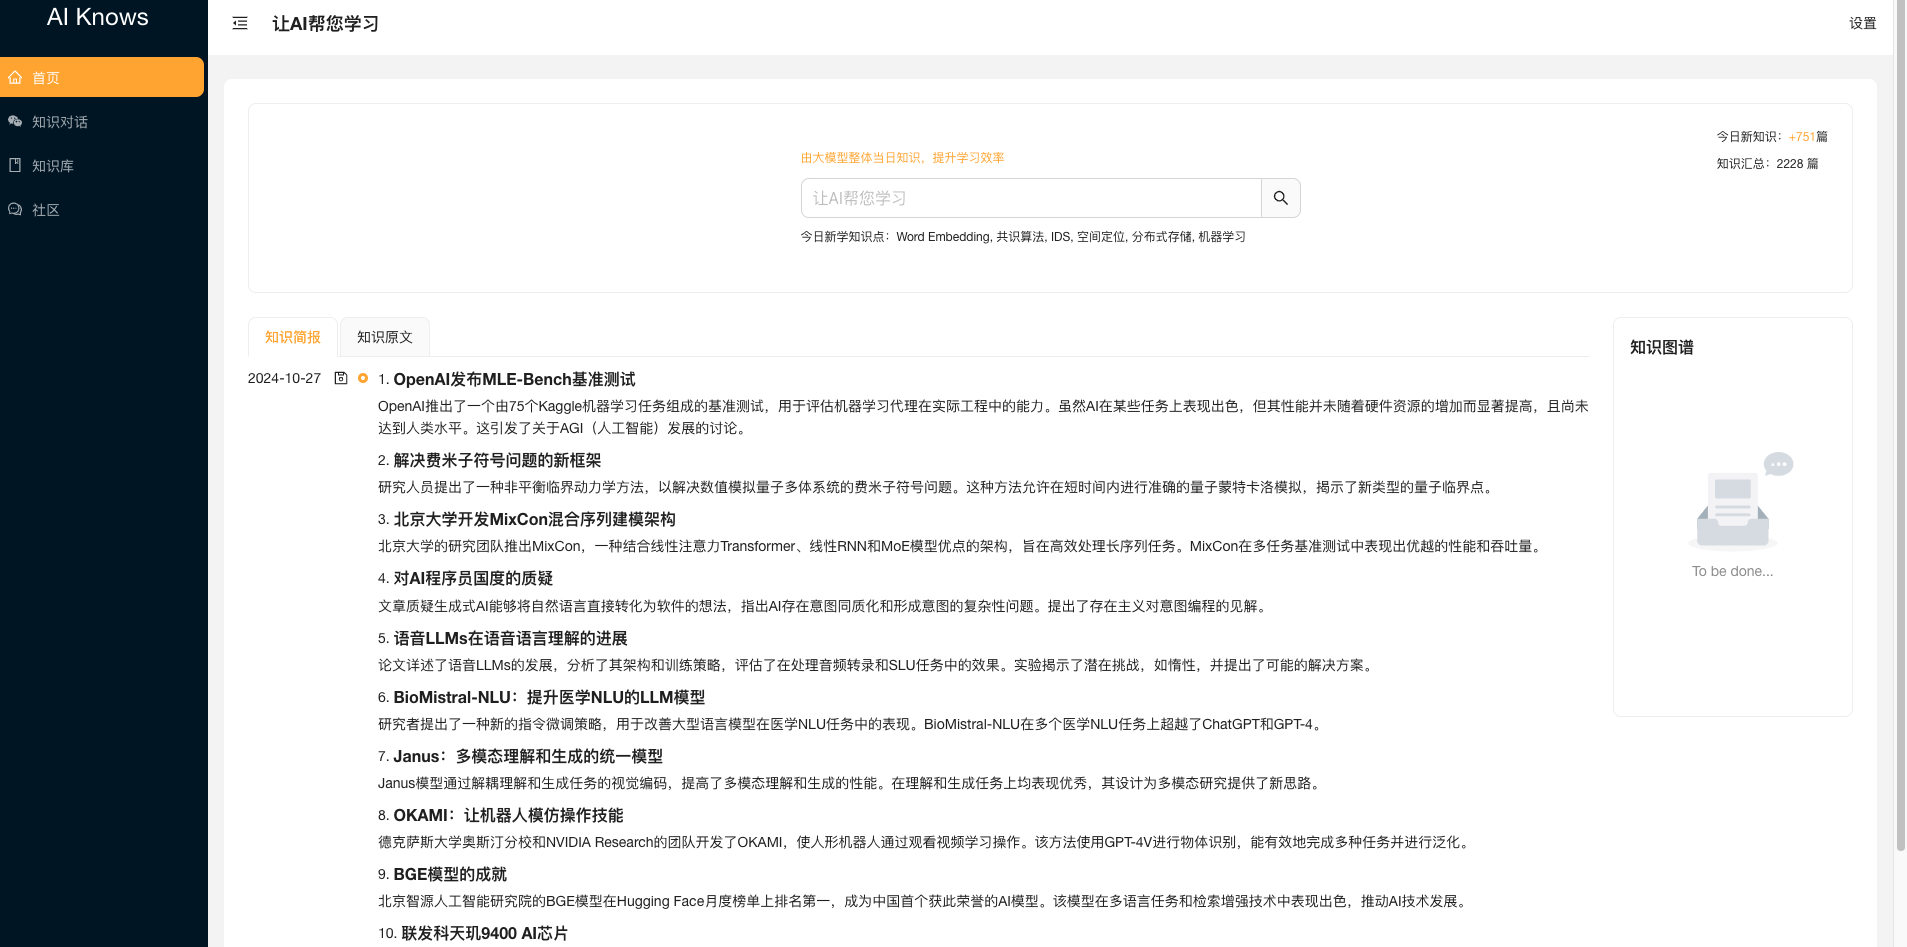 AI Knows
让AI帮您学习
设置
首页
知识对话
知识库
社区
今日新知识：+751篇
知识汇总：2228 篇
由大模型整体当日知识，提升学习效率
让AI帮您学习
今日新学知识点：Word Embedding, 共识算法, IDS, 空间定位, 分布式存储, 机器学习
知识简报
知识原文
2024-10-27
1. OpenAI发布MLE-Bench基准测试
OpenAI推出了一个由75个Kaggle机器学习任务组成的基准测试，用于评估机器学习代理在实际工程中的能力。虽然AI在某些任务上表现出色，但其性能并未随着硬件资源的增加而显著提高，且尚未
达到人类水平。这引发了关于AGI（人工智能）发展的讨论。
2. 解决费米子符号问题的新框架
研究人员提出了一种非平衡临界动力学方法，以解决数值模拟量子多体系统的费米子符号问题。这种方法允许在短时间内进行准确的量子蒙特卡洛模拟，揭示了新类型的量子临界点。
3. 北京大学开发MixCon混合序列建模架构
北京大学的研究团队推出MixCon，一种结合线性注意力Transformer、线性RNN和MoE模型优点的架构，旨在高效处理长序列任务。MixCon在多任务基准测试中表现出优越的性能和吞吐量。
4. 对AI程序员国度的质疑
文章质疑生成式AI能够将自然语言直接转化为软件的想法，指出AI存在意图同质化和形成意图的复杂性问题。提出了存在主义对意图编程的见解。
5. 语音LLMs在语音语言理解的进展
论文详述了语音LLMs的发展，分析了其架构和训练策略，评估了在处理音频转录和SLU任务中的效果。实验揭示了潜在挑战，如惰性，并提出了可能的解决方案。
6. BioMistral-NLU：提升医学NLU的LLM模型
研究者提出了一种新的指令微调策略，用于改善大型语言模型在医学NLU任务中的表现。BioMistral-NLU在多个医学NLU任务上超越了ChatGPT和GPT-4。
7. Janus：多模态理解和生成的统一模型
Janus模型通过解耦理解和生成任务的视觉编码，提高了多模态理解和生成的性能。在理解和生成任务上均表现优秀，其设计为多模态研究提供了新思路。
8. OKAMI：让机器人模仿操作技能
德克萨斯大学奥斯汀分校和NVIDIA Research的团队开发了OKAMI，使人形机器人通过观看视频学习操作。该方法使用GPT-4V进行物体识别，能有效地完成多种任务并进行泛化。
9. BGE模型的成就
北京智源人工智能研究院的BGE模型在Hugging Face月度榜单上排名第一，成为中国首个获此荣誉的AI模型。该模型在多语言任务和检索增强技术中表现出色，推动AI技术发展。
10. 联发科天玑9400 AI芯片
知识图谱
To be done...